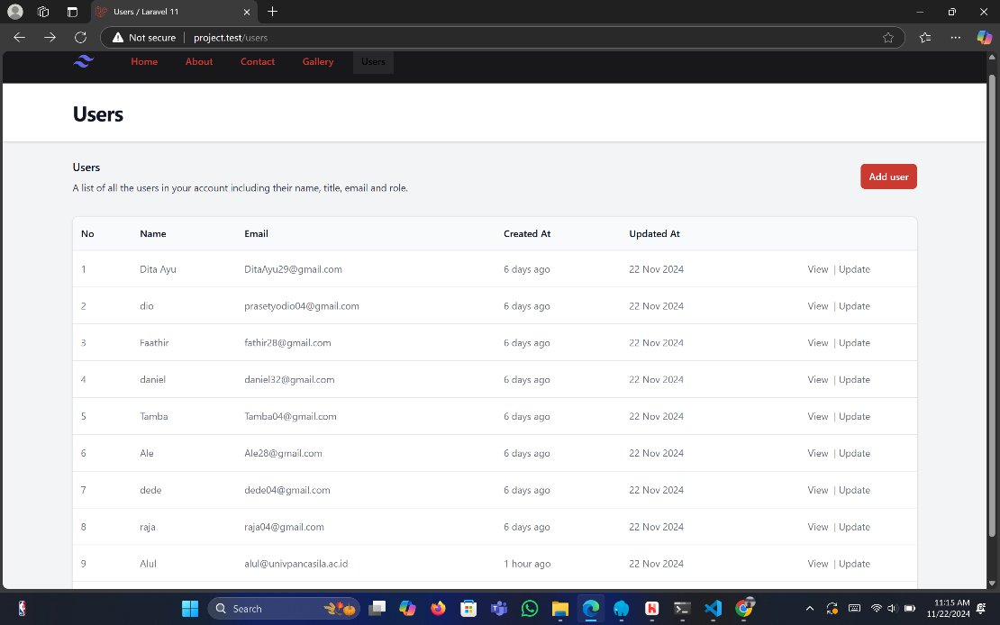 Users / Laravel 11
Not secure project.test/users
Home About Contact Gallery Users
Users
Users
A list of all the users in your account including their name, title, email and role.
Add user
No Name Email Created At Updated At
1 Dita Ayu DitaAyu29@gmail.com 6 days ago 22 Nov 2024 View | Update
2 dio prasetyodio04@gmail.com 6 days ago 22 Nov 2024 View | Update
3 Faathir fathir28@gmail.com 6 days ago 22 Nov 2024 View | Update
4 daniel daniel32@gmail.com 6 days ago 22 Nov 2024 View | Update
5 Tamba Tamba04@gmail.com 6 days ago 22 Nov 2024 View | Update
6 Ale Ale28@gmail.com 6 days ago 22 Nov 2024 View | Update
7 dede dede04@gmail.com 6 days ago 22 Nov 2024 View | Update
8 raja raja04@gmail.com 6 days ago 22 Nov 2024 View | Update
9 Alul alul@univpancasila.ac.id 1 hour ago 22 Nov 2024 View | Update
Search
11:15 AM
11/22/2024